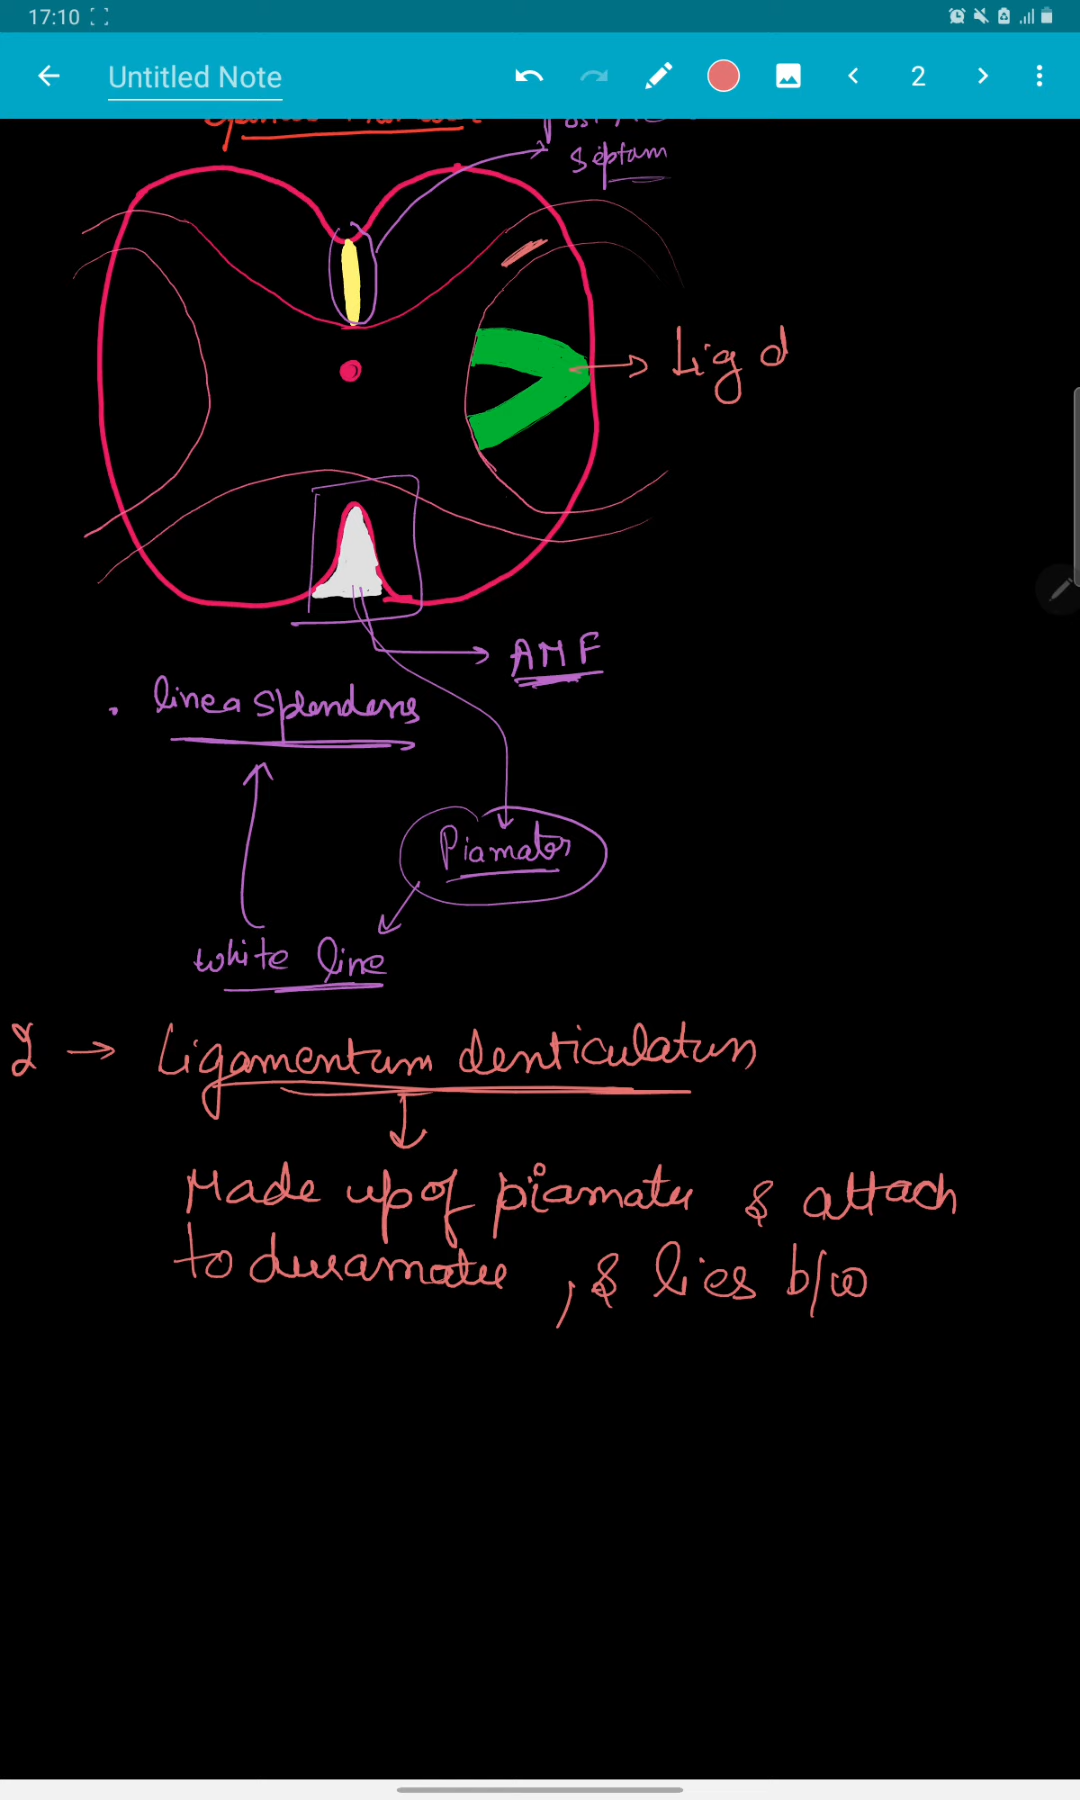 17:10
Untitled Note
2
septam
Lig d
AMF
linea splendens
Piamater
white line
2 → Ligamentum denticulatum
Made up of piamater & attach
to duramater, & lies b/w